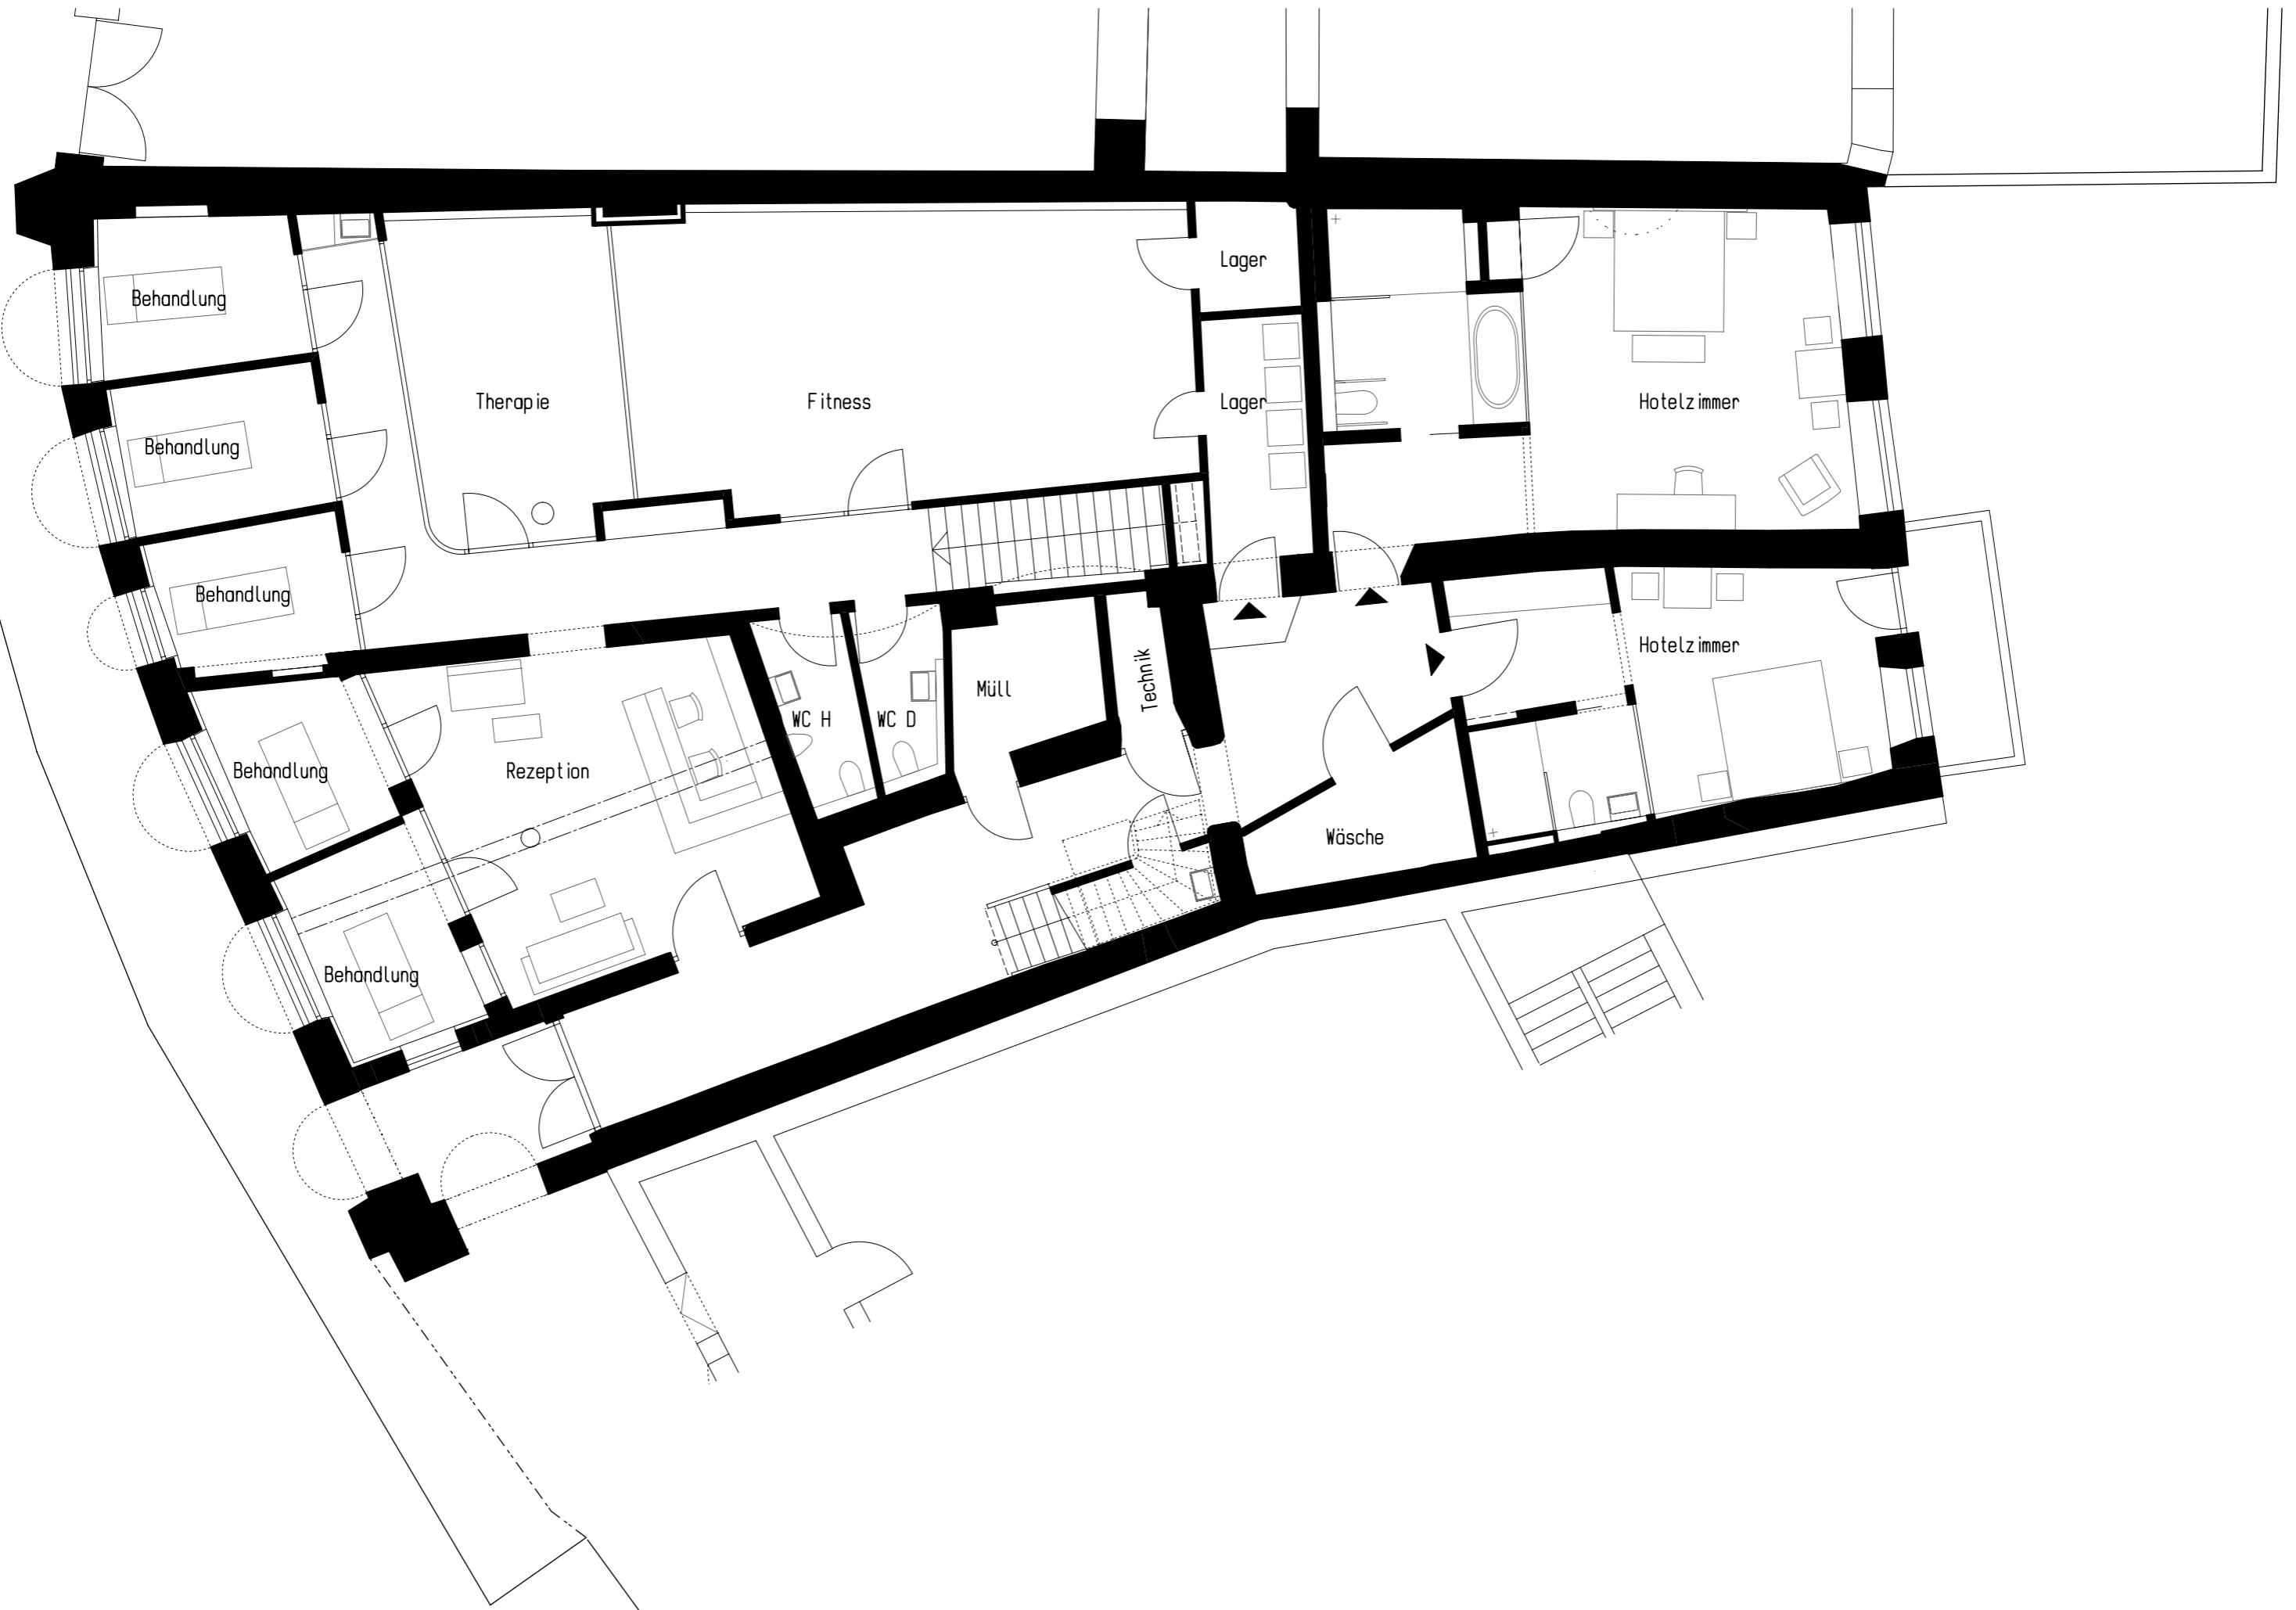 Lager
Behandlung
Therapie
Fitness
Lager
Hotelzimmer
Behandlung
Behandlung
Hotelzimmer
Technik
Müll
WC H
WC D
Behandlung
Rezeption
Wäsche
Behandlung